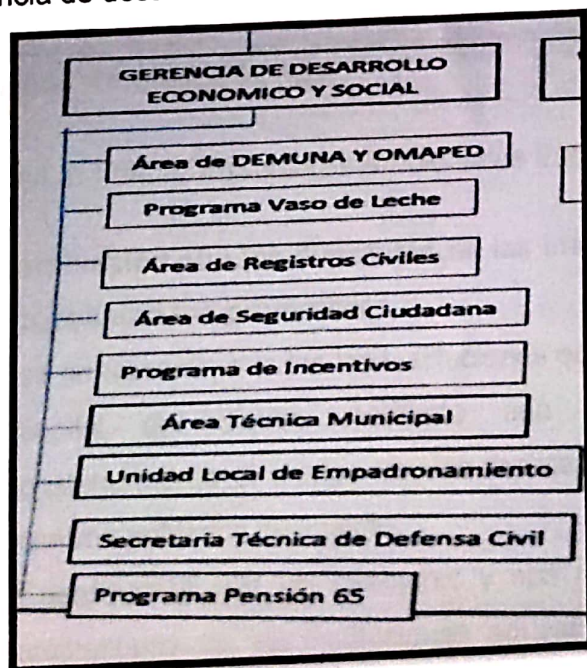 GERENCIA DE DESARROLLO
ECONOMICO Y SOCIAL
Área de DEMUNA Y OMAPED
Programa Vaso de Leche
Área de Registros Civiles
Área de Seguridad Ciudadana
Programa de Incentivos
Área Técnica Municipal
Unidad Local de Empadronamiento
Secretaria Técnica de Defensa Civil
Programa Pensión 65